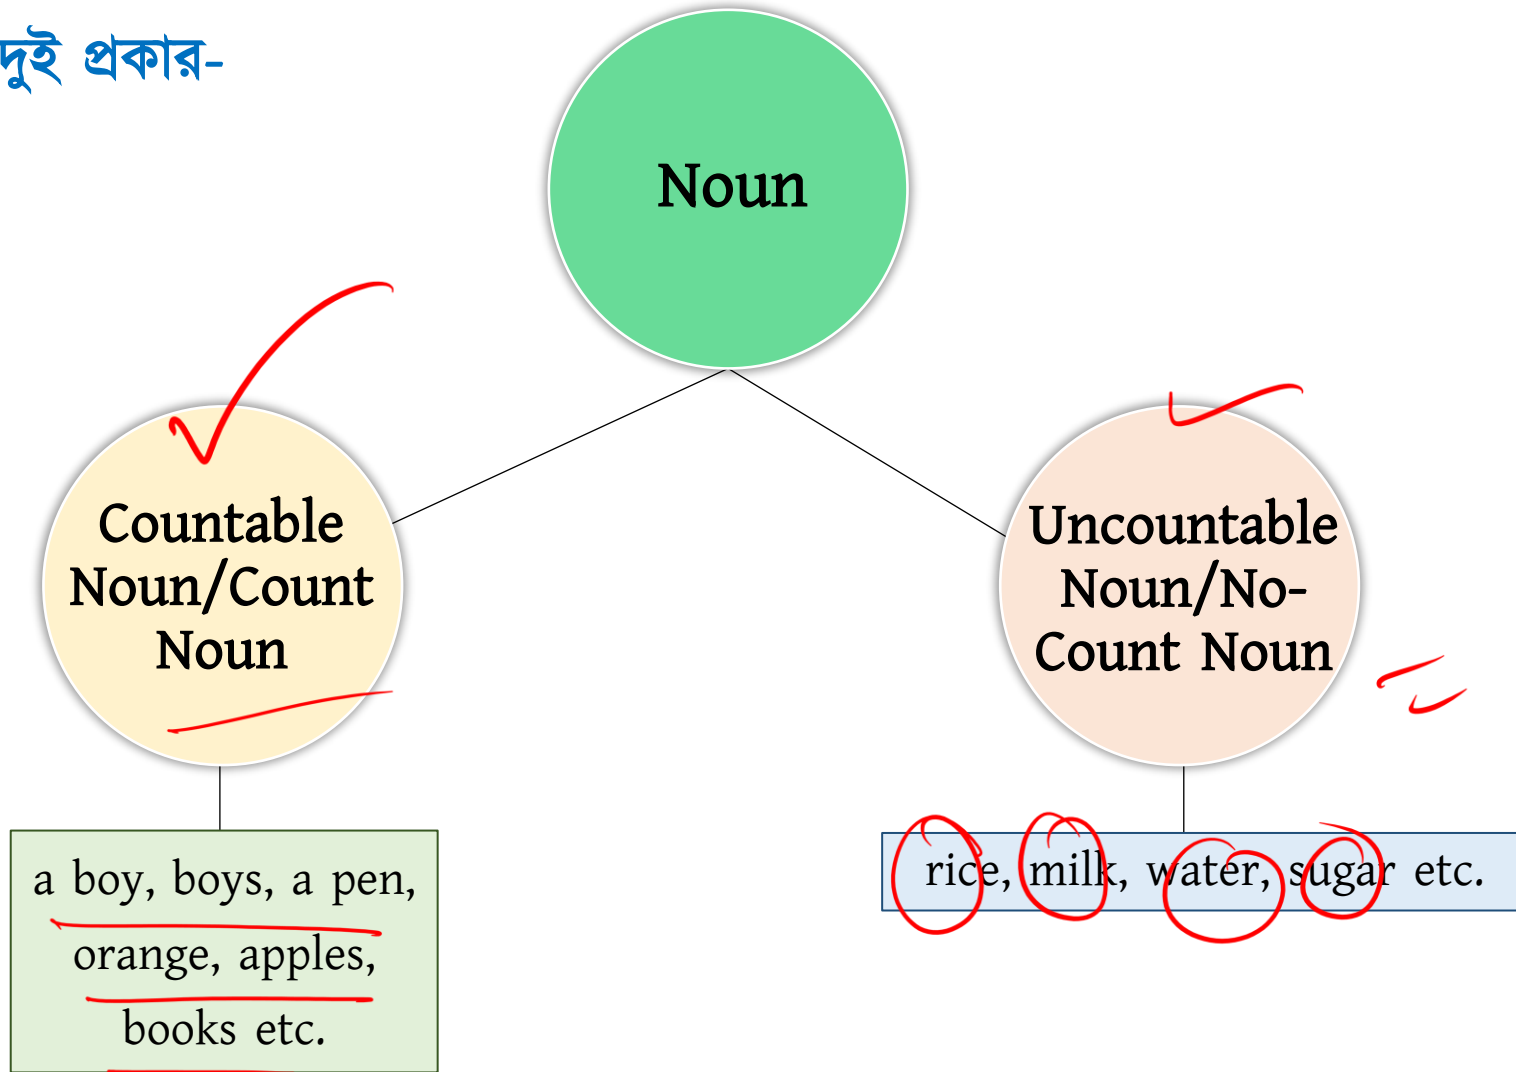 দুই প্রকার-
Noun
Countable
Noun/Count
Noun
Uncountable
Noun/No-
Count Noun
a boy, boys, a pen,
orange, apples,
books etc.
rice, milk, water, sugar etc.